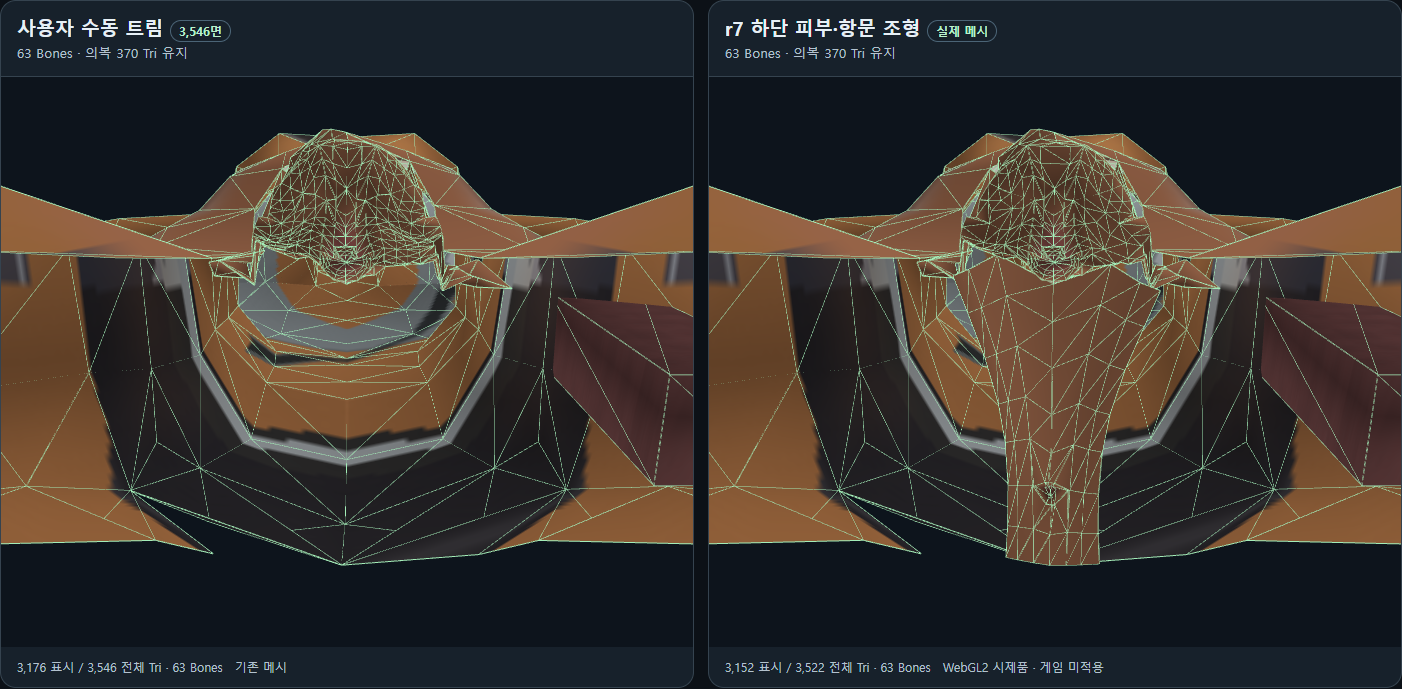 사용자 수동 트림 3,546면
63 Bones · 의복 370 Tri 유지
3,176 표시 / 3,546 전체 Tri · 63 Bones 기존 메시
r7 하단 피부·항문 조형 실제 메시
63 Bones · 의복 370 Tri 유지
3,152 표시 / 3,522 전체 Tri · 63 Bones WebGL2 시제품 · 게임 미적용